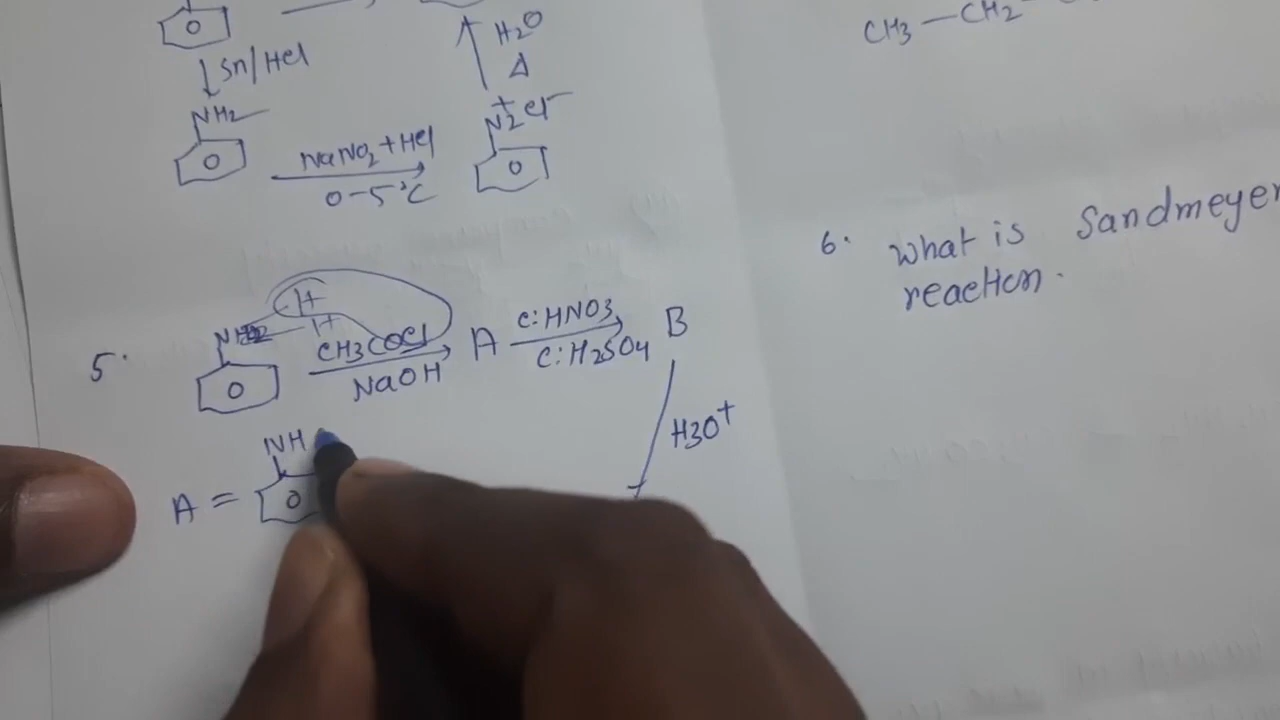 Sn/HCl
NH2
NaNO2 + HCl
0-5°C
H2O
Δ
N2+Cl-
CH3-CH2-
5.
H
H
CH3COCl
NaOH
A
C:HNO3
C:H2SO4
B
H3O+
NH
A =
6. What is Sandmeyer
reaction.